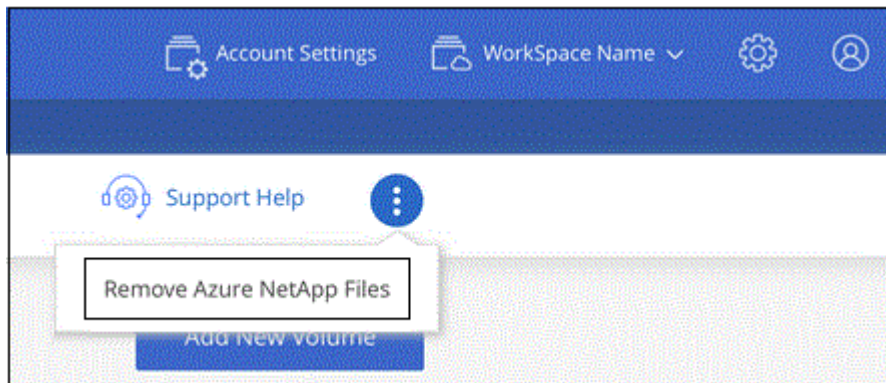 Account Settings WorkSpace Name
Support Help
Remove Azure NetApp Files
Add New Volume